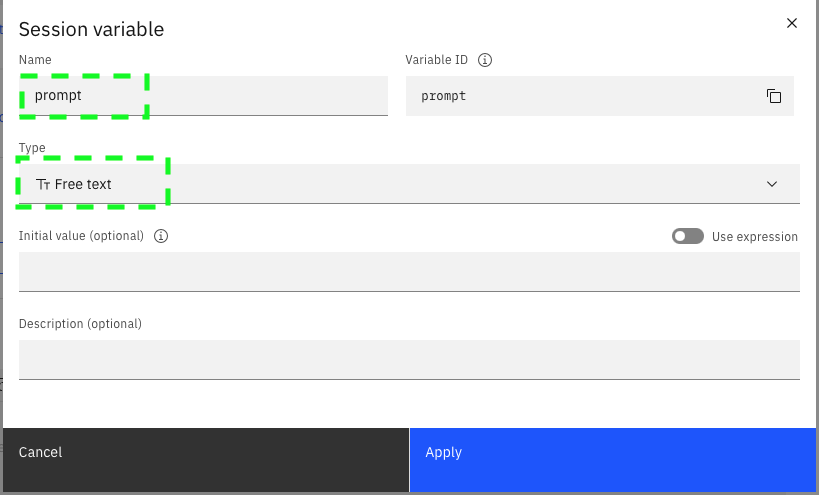 Session variable
Name
Variable ID
prompt
prompt
Type
Free text
Initial value (optional)
Use expression
Description (optional)
Cancel
Apply